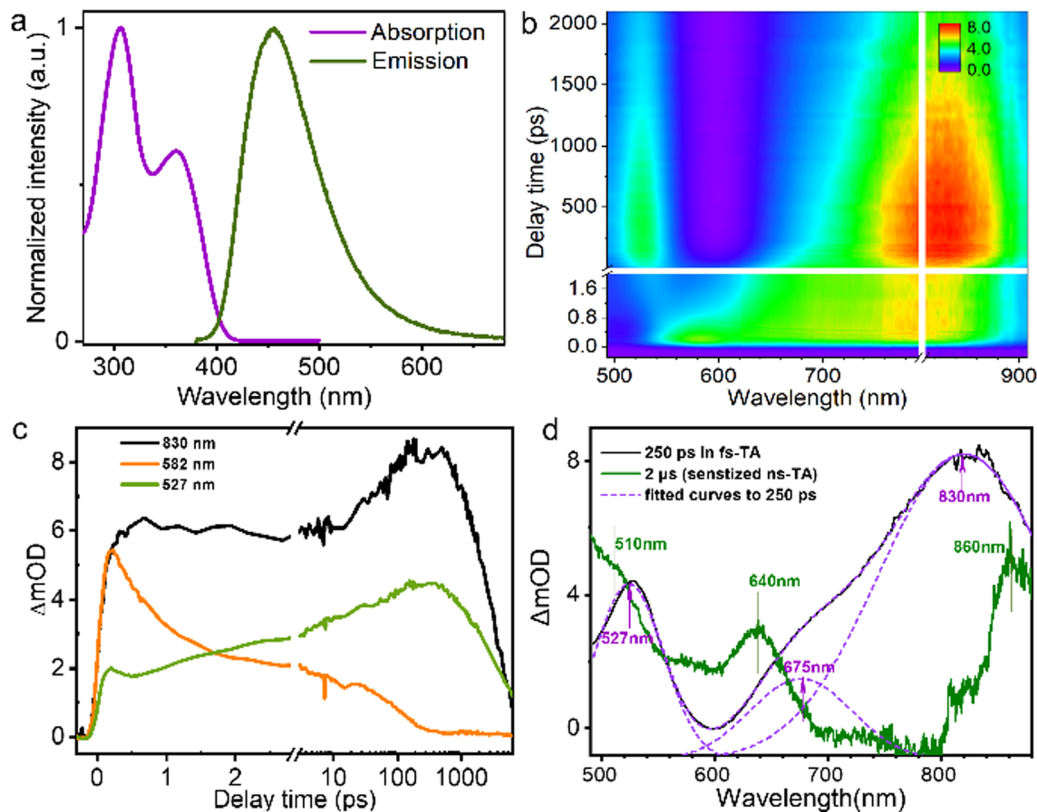 a
Absorption
Emission
1
0
Normalized intensity (a.u.)
300 400 500 600
Wavelength (nm)
b
8.0
4.0
0.0
2000
1500
1000
500
1.6
0.8
0.0
Delay time (ps)
500 600 700 900
Wavelength (nm)
c
830 nm
582 nm
527 nm
8
6
4
2
0
ΔmOD
0 1 2 10 100 1000
Delay time (ps)
d
250 ps in fs-TA
2 μs (senstized ns-TA)
fitted curves to 250 ps
8
4
0
ΔmOD
830nm
510nm
860nm
640nm
527nm
675nm
500 600 700 800
Wavelength(nm)